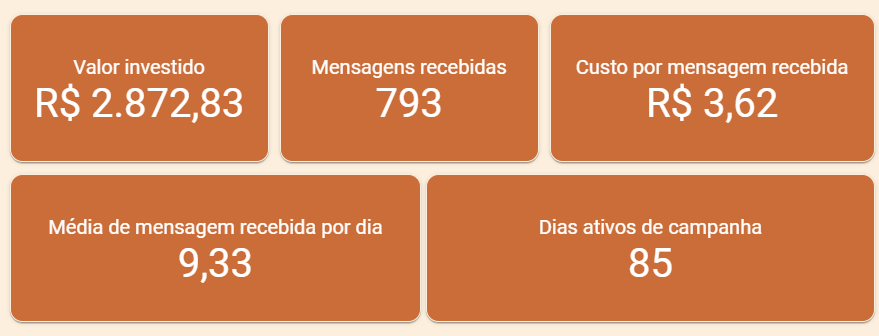 Valor investido
R$ 2.872,83
Mensagens recebidas
793
Custo por mensagem recebida
R$ 3,62
Média de mensagem recebida por dia
9,33
Dias ativos de campanha
85